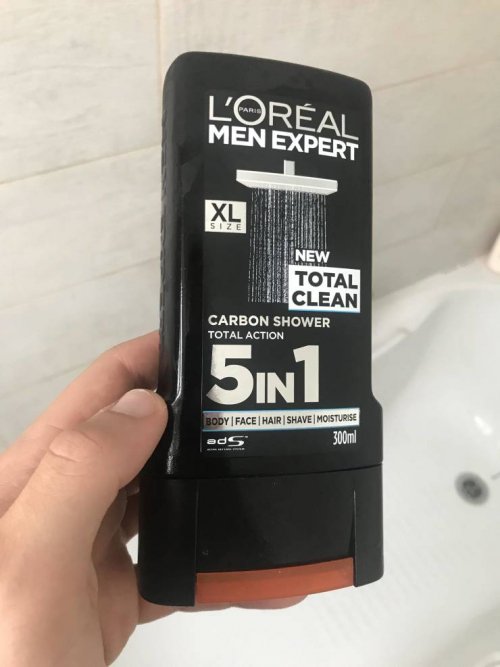 L'ORÉAL
PARIS
MEN EXPERT
XL
SIZE
NEW
TOTAL
CLEAN
CARBON SHOWER
TOTAL ACTION
5IN1
BODY | FACE | HAIR | SHAVE | MOISTURISE
adS
300ml